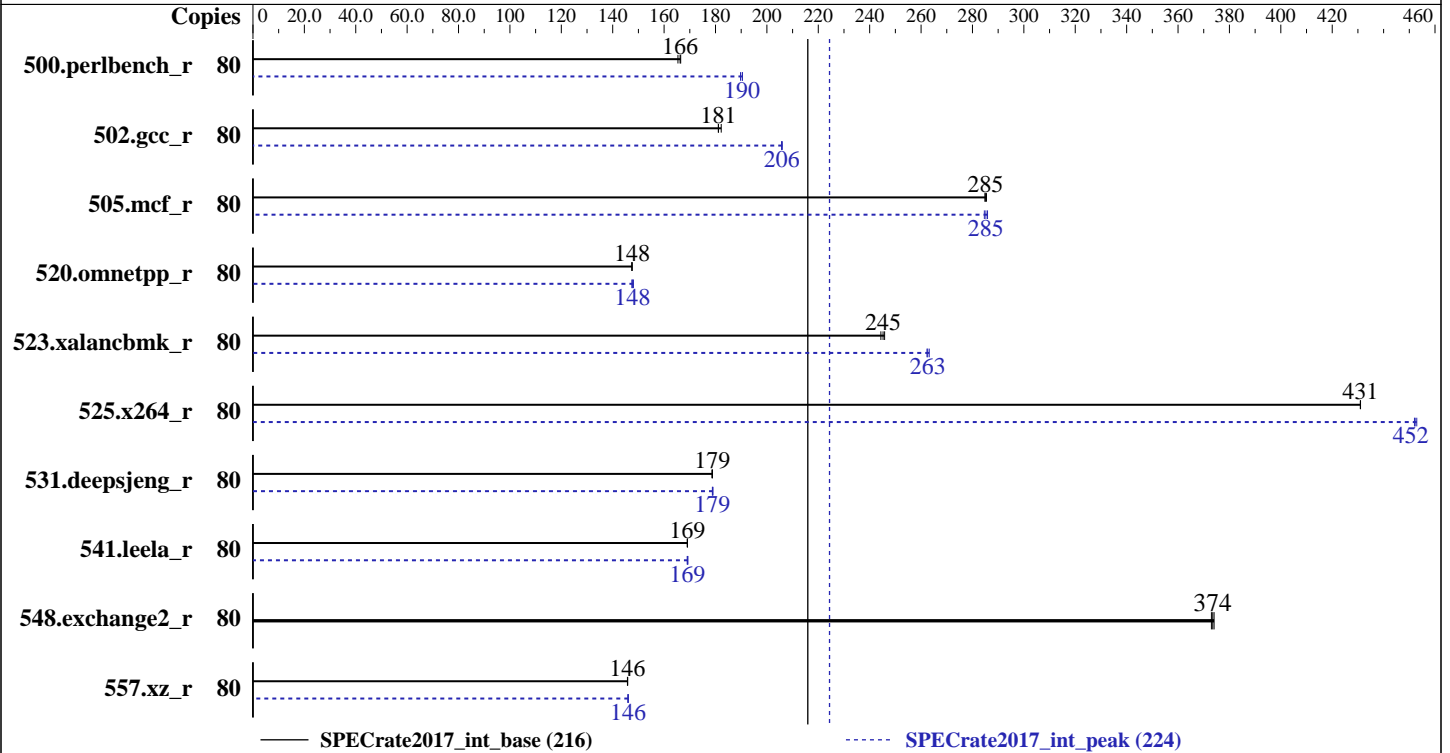 Copies 0 20.0 40.0 60.0 80.0 100 120 140 160 180 200 220 240 260 280 300 320 340 360 380 400 420 460
166
500.perlbench_r 80
190
181
502.gcc_r 80
206
285
505.mcf_r 80
285
148
520.omnetpp_r 80
148
245
523.xalancbmk_r 80
263
431
525.x264_r 80
452
179
531.deepsjeng_r 80
179
169
541.leela_r 80
169
374
548.exchange2_r 80
146
557.xz_r 80
146
SPECrate2017_int_base (216) SPECrate2017_int_peak (224)